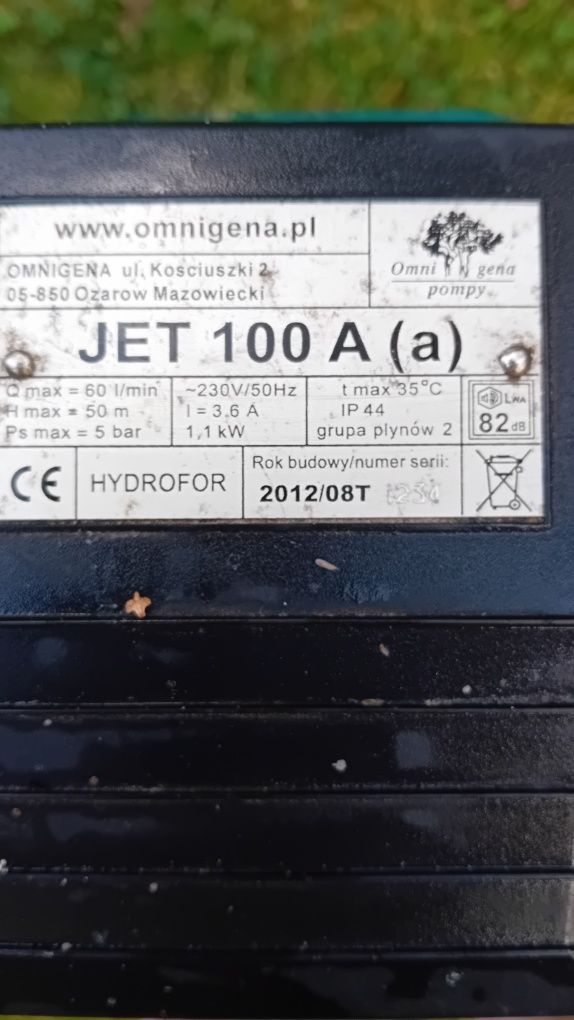 www.omnigena.pl
OMNIGENA ul. Kosciuszki 2
05-850 Ozarow Mazowiecki
Omni gena
pompy
JET 100 A (a)
Q max = 60 l/min
H max = 50 m
Ps max = 5 bar
~230V/50Hz
I = 3,6 A
1,1 kW
t max 35°C
IP 44
grupa plynów 2
LWA
82 dB
CE
HYDROFOR
Rok budowy/numer serii:
2012/08T